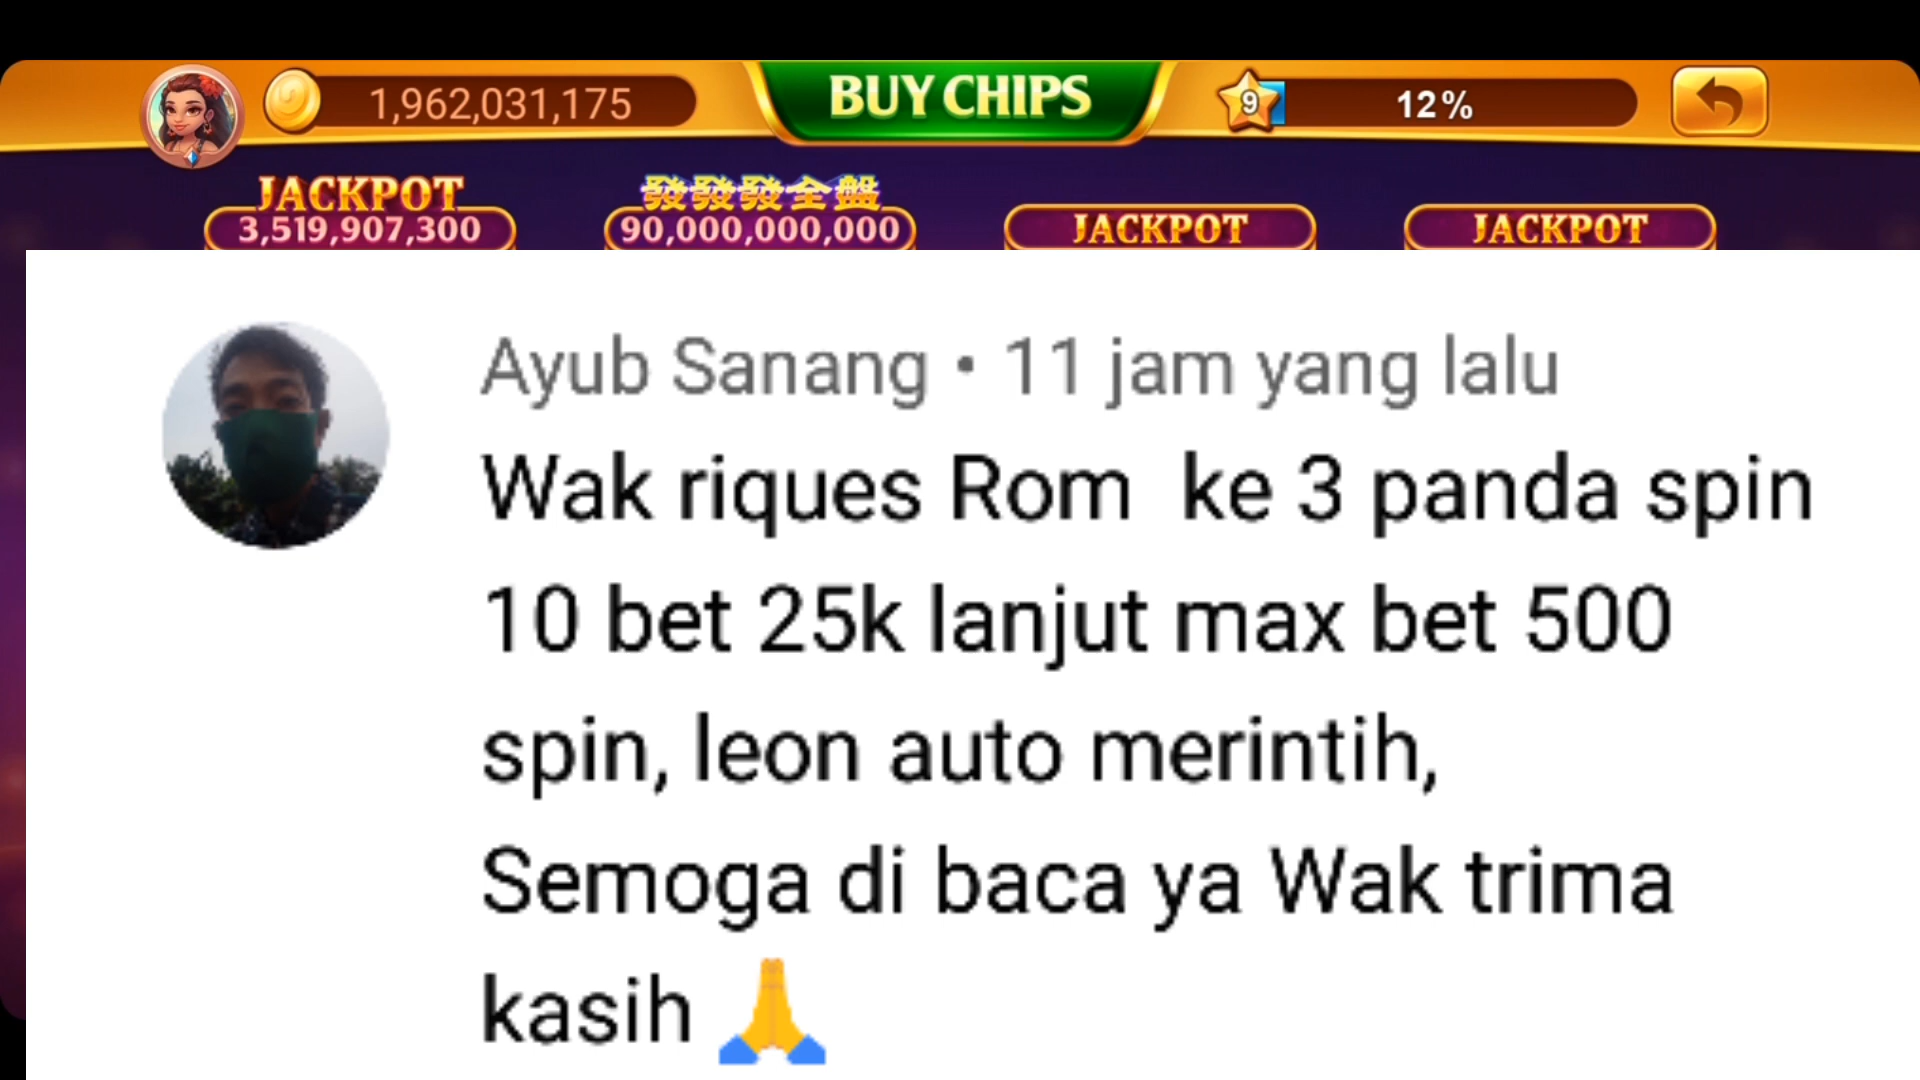 1,962,031,175
BUY CHIPS
9
12%
JACKPOT
3,519,907,300
發發發全盤
90,000,000,000
JACKPOT
JACKPOT
Ayub Sanang • 11 jam yang lalu
Wak riques Rom ke 3 panda spin
10 bet 25k lanjut max bet 500
spin, leon auto merintih,
Semoga di baca ya Wak trima
kasih 🙏